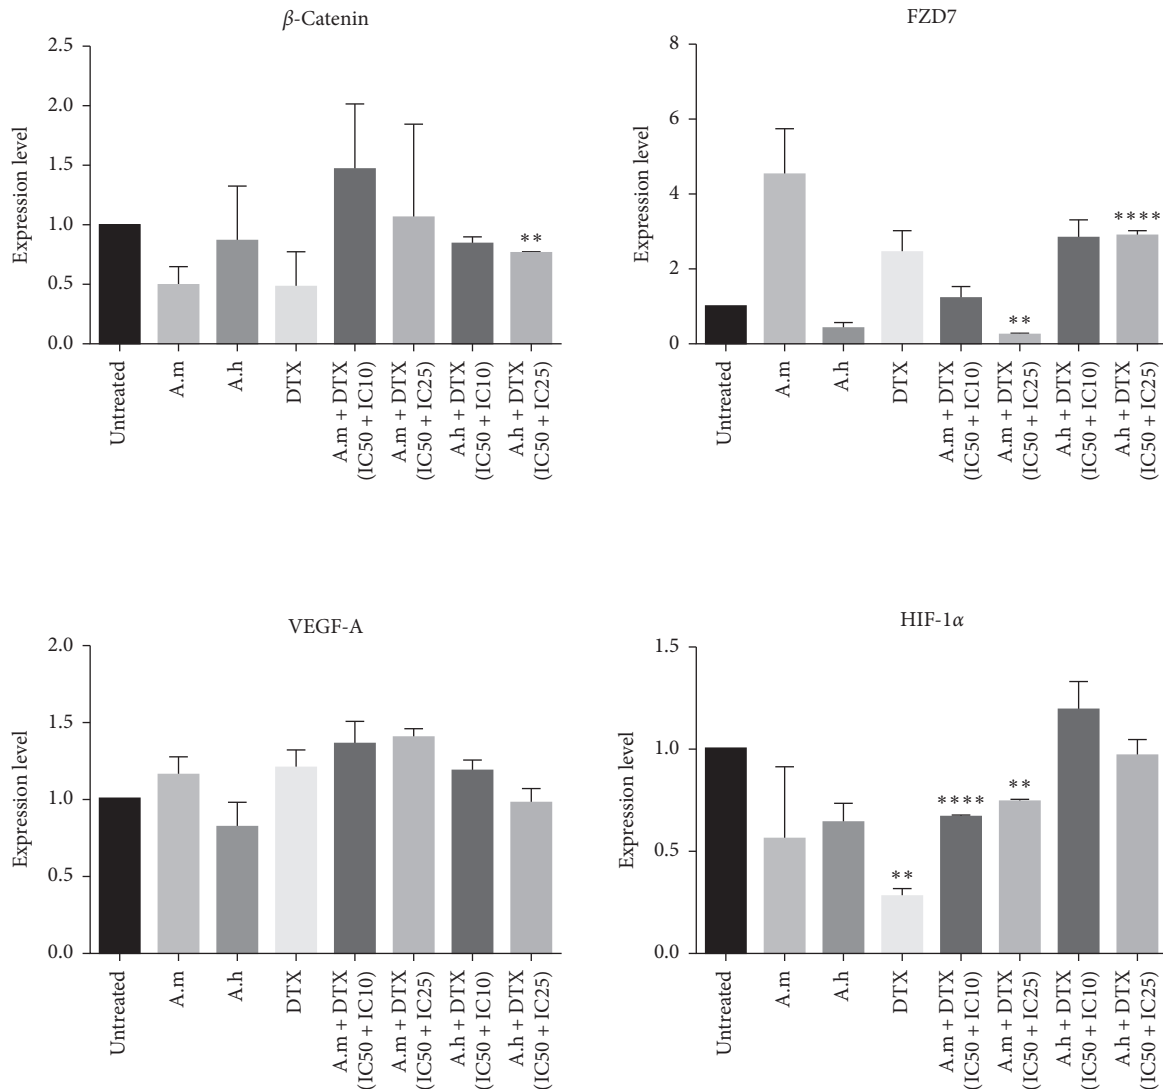 β-Catenin
Expression level
2.5
2.0
1.5
1.0
0.5
0.0
Untreated
A.m
A.h
DTX
A.m + DTX
(IC50 + IC10)
A.m + DTX
(IC50 + IC25)
A.h + DTX
(IC50 + IC10)
A.h + DTX
(IC50 + IC25)
**
FZD7
Expression level
8
6
4
2
0
Untreated
A.m
A.h
DTX
A.m + DTX
(IC50 + IC10)
A.m + DTX
(IC50 + IC25)
A.h + DTX
(IC50 + IC10)
A.h + DTX
(IC50 + IC25)
**
****
VEGF-A
Expression level
2.0
1.5
1.0
0.5
0.0
Untreated
A.m
A.h
DTX
A.m + DTX
(IC50 + IC10)
A.m + DTX
(IC50 + IC25)
A.h + DTX
(IC50 + IC10)
A.h + DTX
(IC50 + IC25)
HIF-1α
Expression level
1.5
1.0
0.5
0.0
Untreated
A.m
A.h
DTX
A.m + DTX
(IC50 + IC10)
A.m + DTX
(IC50 + IC25)
A.h + DTX
(IC50 + IC10)
A.h + DTX
(IC50 + IC25)
**
****
**